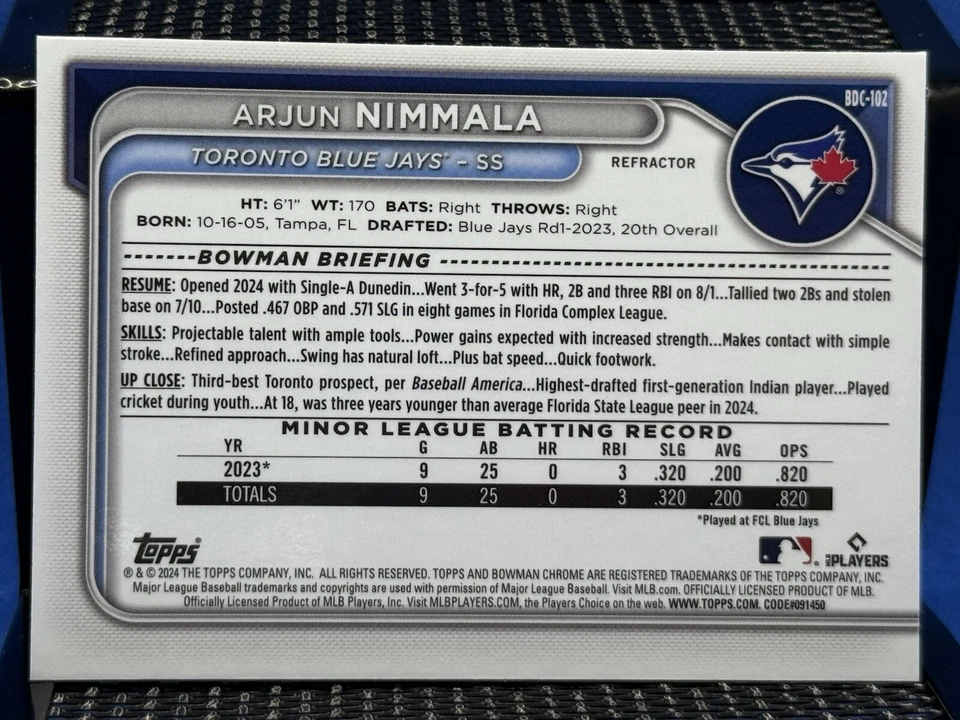 BDC-102
ARJUN NIMMALA
TORONTO BLUE JAYS™ – SS
REFRACTOR
®
HT: 6'1" WT: 170 BATS: Right THROWS: Right
BORN: 10-16-05, Tampa, FL DRAFTED: Blue Jays Rd1-2023, 20th Overall
BOWMAN BRIEFING
RESUME: Opened 2024 with Single-A Dunedin...Went 3-for-5 with HR, 2B and three RBI on 8/1...Tallied two 2Bs and stolen
base on 7/10...Posted .467 OBP and .571 SLG in eight games in Florida Complex League.
SKILLS: Projectable talent with ample tools...Power gains expected with increased strength...Makes contact with simple
stroke...Refined approach...Swing has natural loft...Plus bat speed...Quick footwork.
UP CLOSE: Third-best Toronto prospect, per Baseball America...Highest-drafted first-generation Indian player...Played
cricket during youth...At 18, was three years younger than average Florida State League peer in 2024.
MINOR LEAGUE BATTING RECORD
YR G AB HR RBI SLG AVG OPS
2023* 9 25 0 3 .320 .200 .820
TOTALS 9 25 0 3 .320 .200 .820
*Played at FCL Blue Jays
topps
MLB PLAYERS
® & © 2024 THE TOPPS COMPANY, INC. ALL RIGHTS RESERVED. TOPPS AND BOWMAN CHROME ARE REGISTERED TRADEMARKS OF THE TOPPS COMPANY, INC.
Major League Baseball trademarks and copyrights are used with permission of Major League Baseball. Visit MLB.com. OFFICIALLY LICENSED PRODUCT OF MLB.
Officially Licensed Product of MLB Players, Inc. Visit MLBPLAYERS.COM, the Players Choice on the web. WWW.TOPPS.COM. CODE#091450